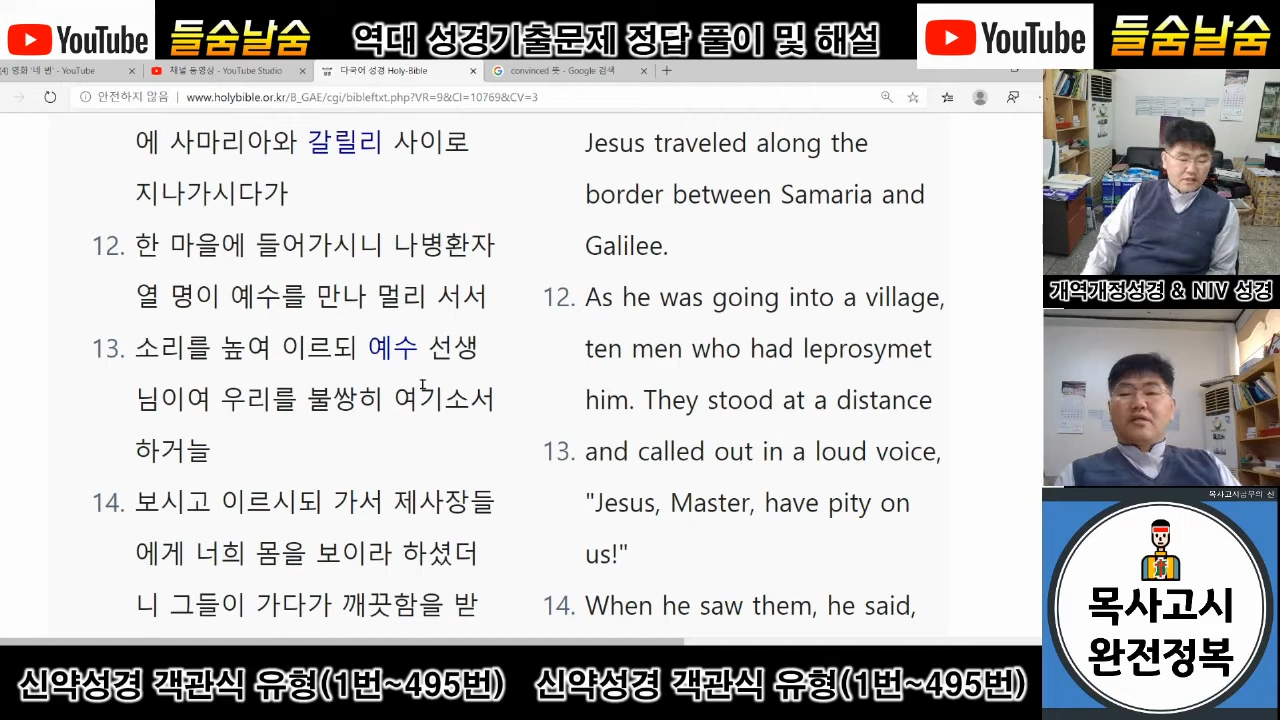 YouTube
들숨날숨
역대 성경기출문제 정답 풀이 및 해설
YouTube
들숨날숨
(4) 영화 '네 번' - YouTube
채널 동영상 - YouTube Studio
다국어 성경 Holy-Bible
convinced 뜻 - Google 검색
안전하지 않음 | www.holybible.or.kr/B_GAE/cgi/bibleftxt.php?VR=9&CI=10769&CV=
에 사마리아와 갈릴리 사이로
지나가시다가
12. 한 마을에 들어가시니 나병환자
열 명이 예수를 만나 멀리 서서
13. 소리를 높여 이르되 예수 선생
님이여 우리를 불쌍히 여기소서
하거늘
14. 보시고 이르시되 가서 제사장들
에게 너희 몸을 보이라 하셨더
니 그들이 가다가 깨끗함을 받
Jesus traveled along the
border between Samaria and
Galilee.
12. As he was going into a village,
ten men who had leprosymet
him. They stood at a distance
13. and called out in a loud voice,
"Jesus, Master, have pity on
us!"
14. When he saw them, he said,
개역개정성경 & NIV 성경
목사고시공부의 신
목사고시
완전정복
신약성경 객관식 유형(1번~495번)
신약성경 객관식 유형(1번~495번)